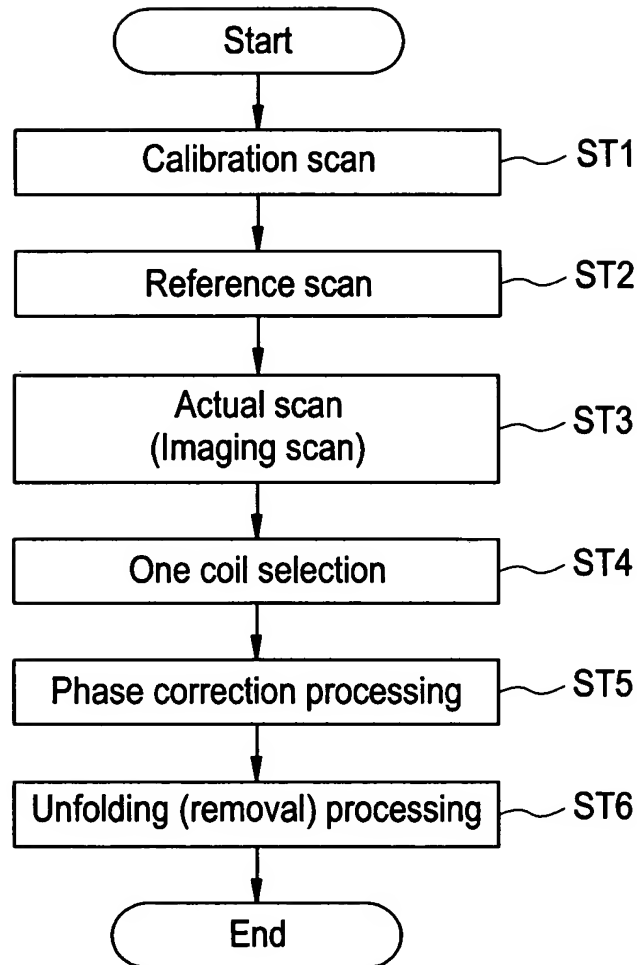 Start
Calibration scan
ST1
Reference scan
ST2
Actual scan
(Imaging scan)
ST3
One coil selection
ST4
Phase correction processing
ST5
Unfolding (removal) processing
ST6
End